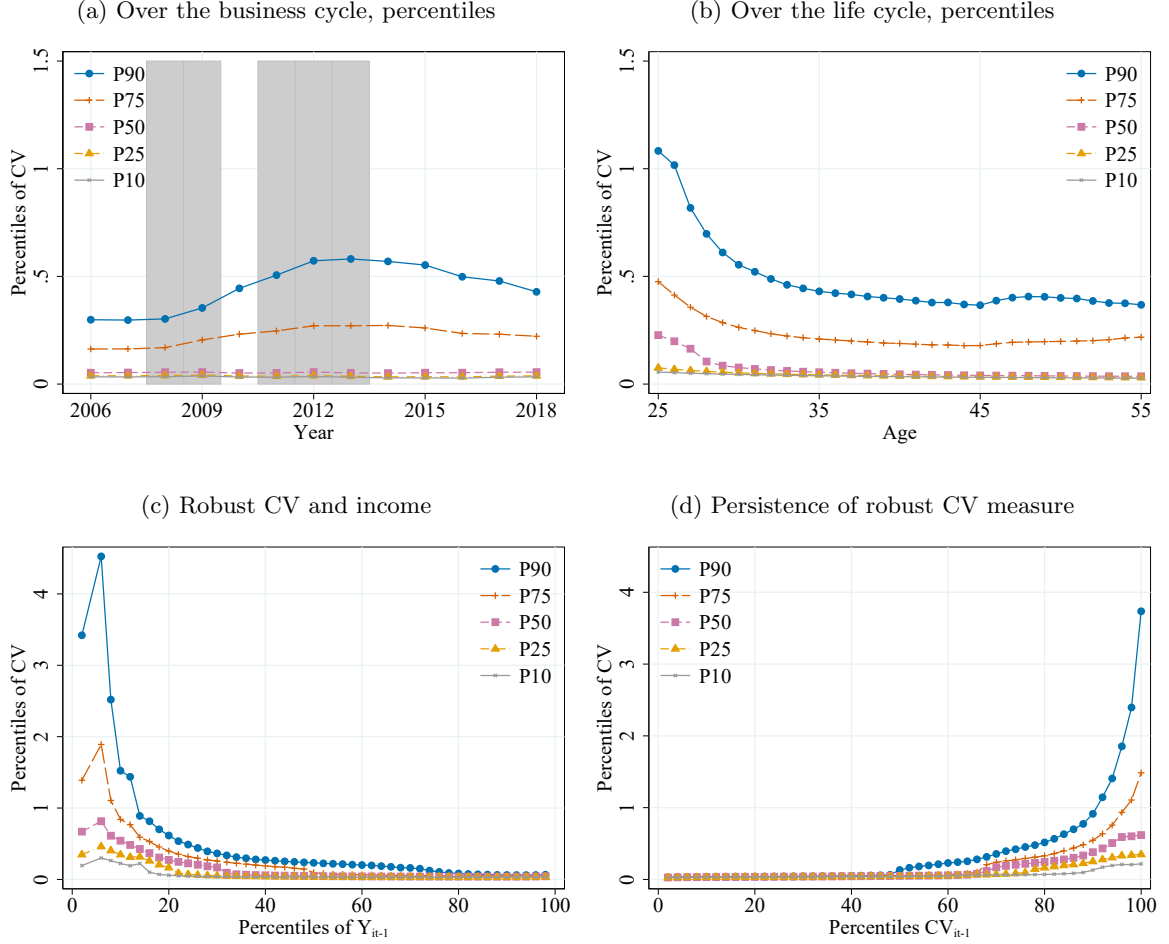 (a) Over the business cycle, percentiles
Percentiles of CV
1.5
1
.5
0
P90
P75
P50
P25
P10
2006 2009 2012 2015 2018
Year
(b) Over the life cycle, percentiles
Percentiles of CV
1.5
1
.5
0
P90
P75
P50
P25
P10
25 35 45 55
Age
(c) Robust CV and income
Percentiles of CV
4
3
2
1
0
P90
P75
P50
P25
P10
0 20 40 60 80 100
Percentiles of Y_it-1
(d) Persistence of robust CV measure
Percentiles of CV
4
3
2
1
0
P90
P75
P50
P25
P10
0 20 40 60 80 100
Percentiles CV_it-1